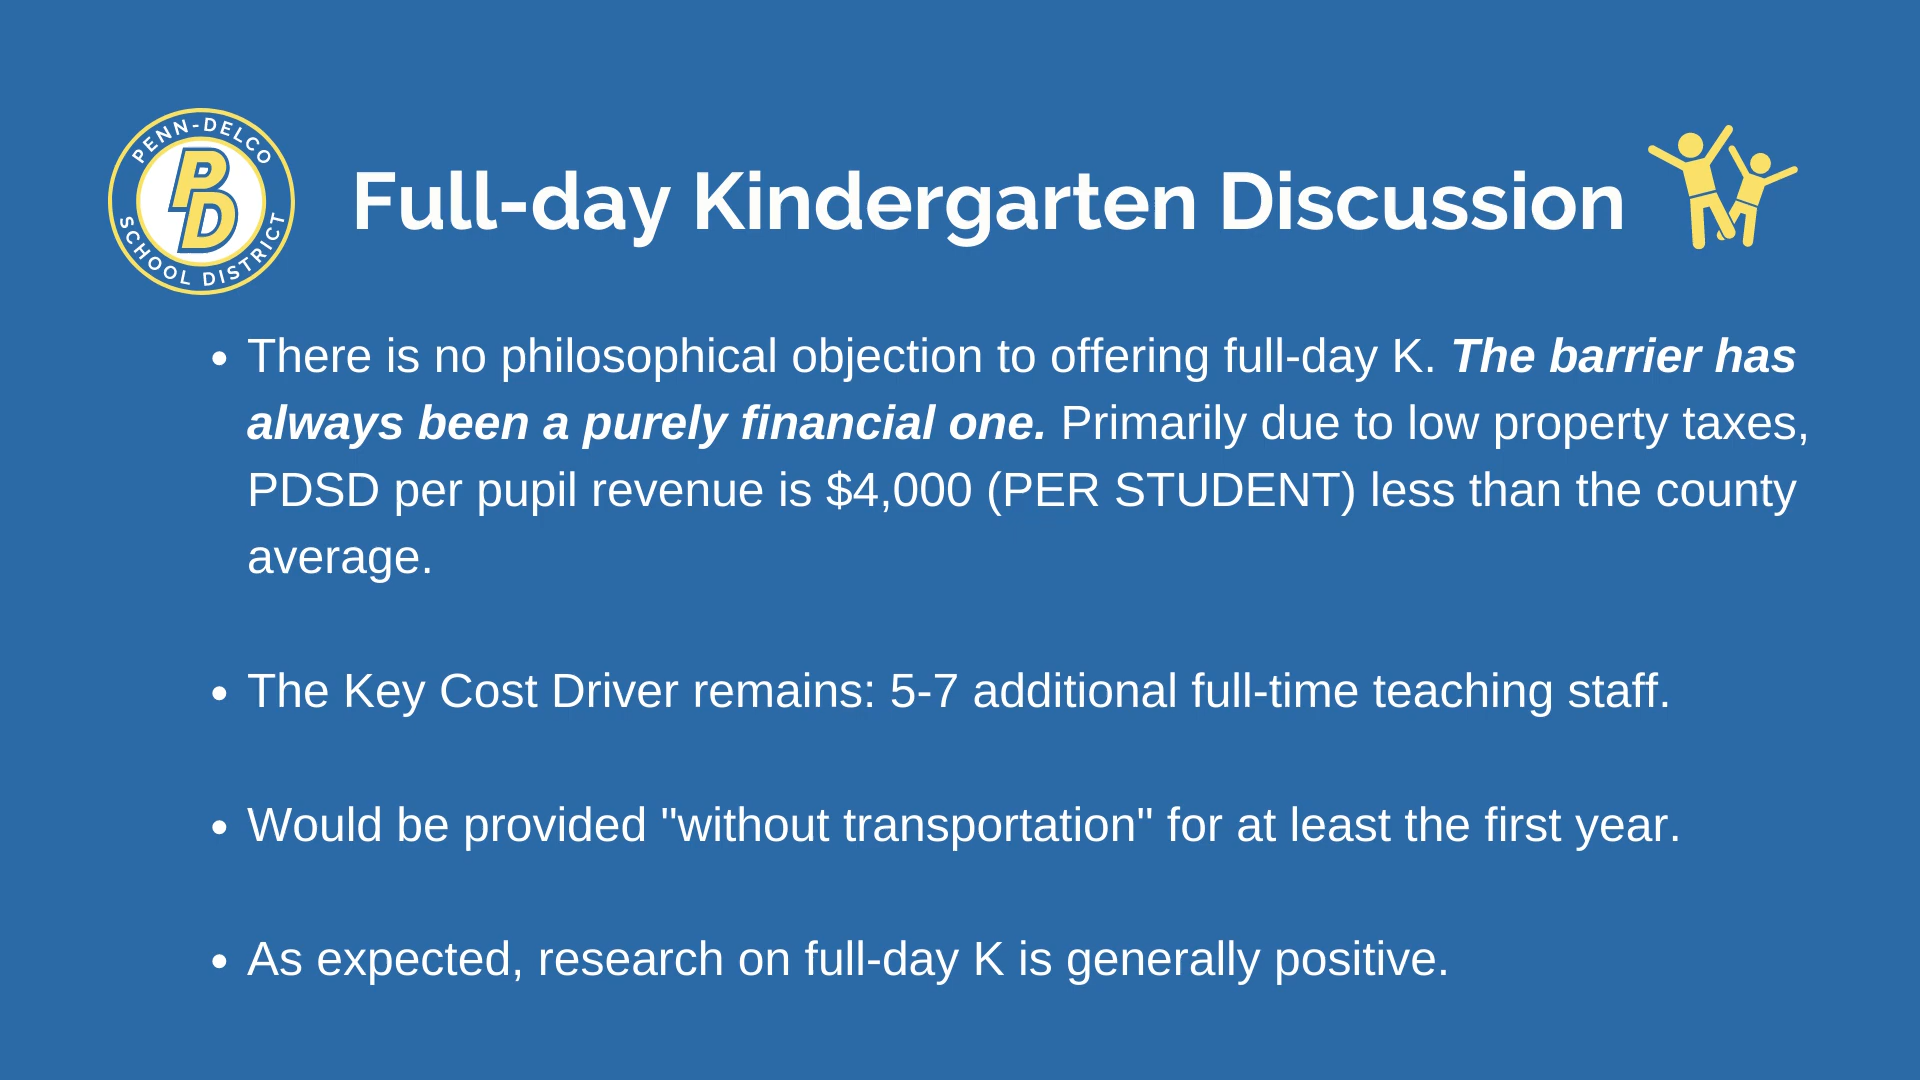 PENN-DELCO
PD
SCHOOL DISTRICT
Full-day Kindergarten Discussion
• There is no philosophical objection to offering full-day K. The barrier has
always been a purely financial one. Primarily due to low property taxes,
PDSD per pupil revenue is $4,000 (PER STUDENT) less than the county
average.
• The Key Cost Driver remains: 5-7 additional full-time teaching staff.
• Would be provided "without transportation" for at least the first year.
• As expected, research on full-day K is generally positive.